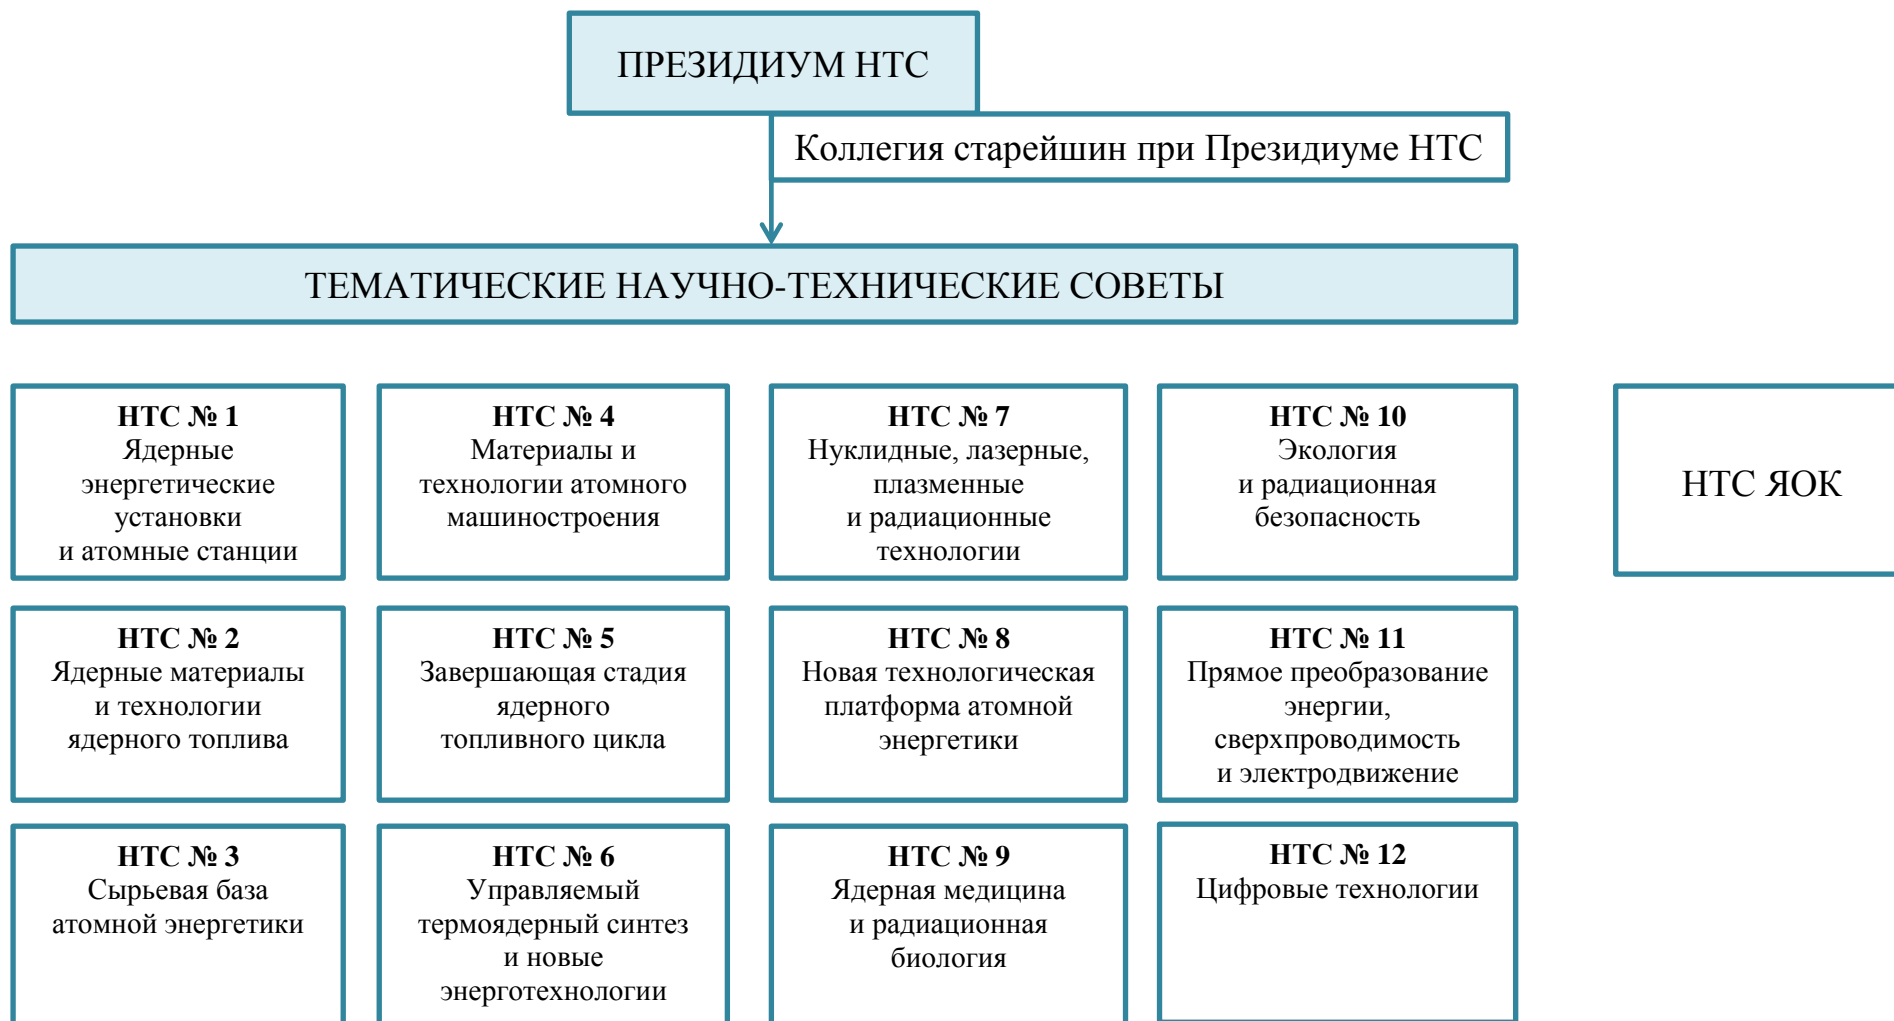 ПРЕЗИДИУМ НТС
Коллегия старейшин при Президиуме НТС
ТЕМАТИЧЕСКИЕ НАУЧНО-ТЕХНИЧЕСКИЕ СОВЕТЫ
НТС № 1
Ядерные
энергетические
установки
и атомные станции
НТС № 4
Материалы и
технологии атомного
машиностроения
НТС № 7
Нуклидные, лазерные,
плазменные
и радиационные
технологии
НТС № 10
Экология
и радиационная
безопасность
НТС ЯОК
НТС № 2
Ядерные материалы
и технологии
ядерного топлива
НТС № 5
Завершающая стадия
ядерного
топливного цикла
НТС № 8
Новая технологическая
платформа атомной
энергетики
НТС № 11
Прямое преобразование
энергии,
сверхпроводимость
и электродвижение
НТС № 3
Сырьевая база
атомной энергетики
НТС № 6
Управляемый
термоядерный синтез
и новые
энерготехнологии
НТС № 9
Ядерная медицина
и радиационная
биология
НТС № 12
Цифровые технологии